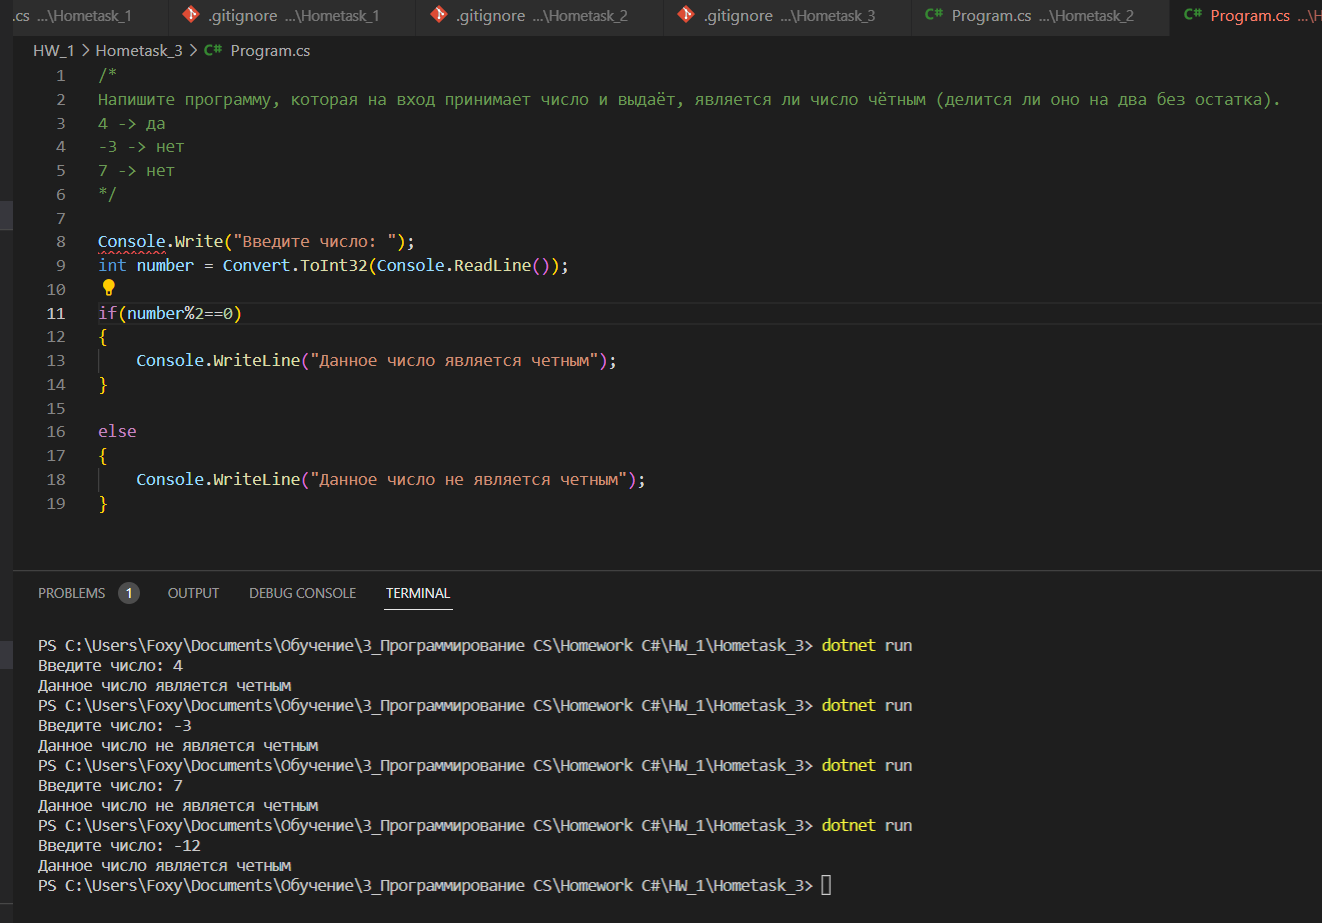 .cs ...\Hometask_1 .gitignore ...\Hometask_1 .gitignore ...\Hometask_2 .gitignore ...\Hometask_3 C# Program.cs ...\Hometask_2 C# Program.cs ...\H
HW_1 > Hometask_3 > C# Program.cs
1 /*
2 Напишите программу, которая на вход принимает число и выдаёт, является ли число чётным (делится ли оно на два без остатка).
3 4 -> да
4 -3 -> нет
5 7 -> нет
6 */
7
8 Console.Write("Введите число: ");
9 int number = Convert.ToInt32(Console.ReadLine());
10
11 if(number%2==0)
12 {
13 Console.WriteLine("Данное число является четным");
14 }
15
16 else
17 {
18 Console.WriteLine("Данное число не является четным");
19 }
PROBLEMS 1 OUTPUT DEBUG CONSOLE TERMINAL
PS C:\Users\Foxy\Documents\Обучение\3_Программирование CS\Homework C#\HW_1\Hometask_3> dotnet run
Введите число: 4
Данное число является четным
PS C:\Users\Foxy\Documents\Обучение\3_Программирование CS\Homework C#\HW_1\Hometask_3> dotnet run
Введите число: -3
Данное число не является четным
PS C:\Users\Foxy\Documents\Обучение\3_Программирование CS\Homework C#\HW_1\Hometask_3> dotnet run
Введите число: 7
Данное число не является четным
PS C:\Users\Foxy\Documents\Обучение\3_Программирование CS\Homework C#\HW_1\Hometask_3> dotnet run
Введите число: -12
Данное число является четным
PS C:\Users\Foxy\Documents\Обучение\3_Программирование CS\Homework C#\HW_1\Hometask_3>